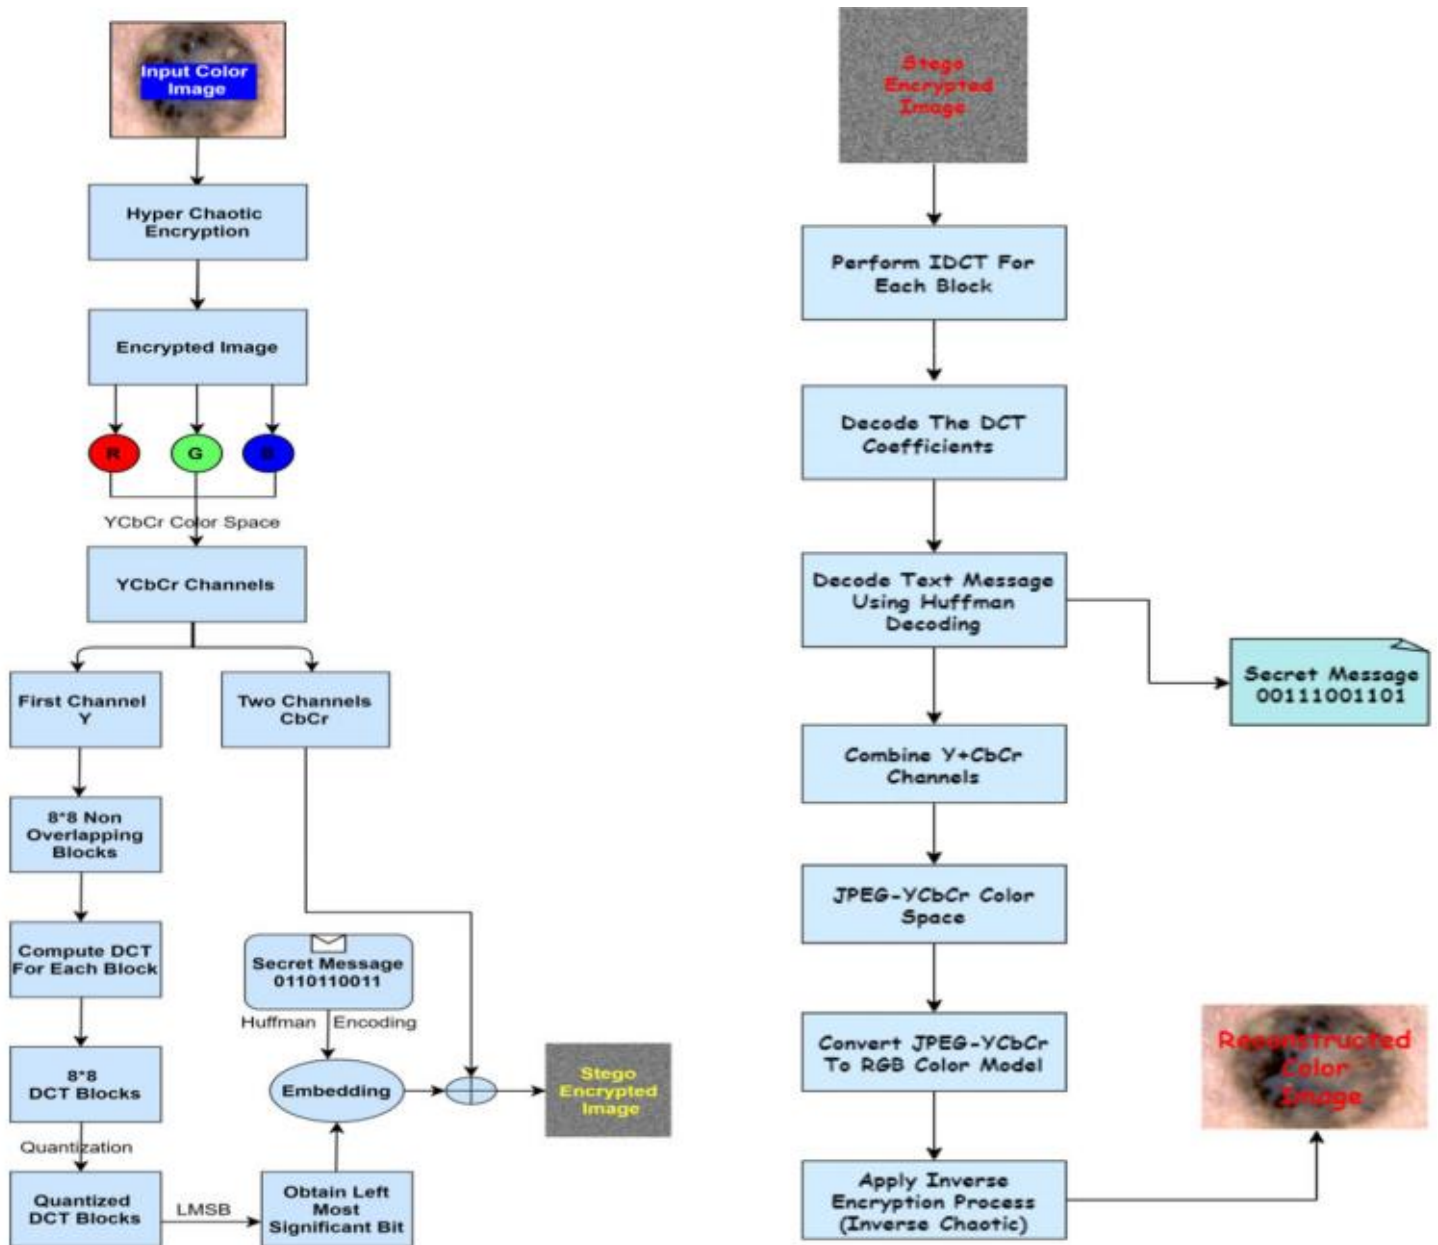 Input Color
Image
Hyper Chaotic
Encryption
Encrypted Image
R
G
YCbCr Color Space
YCbCr Channels
First Channel
Y
Two Channels
CbCr
8*8 Non
Overlapping
Blocks
Compute DCT
For Each Block
Secret Message
0110110011
Huffman Encoding
8*8
DCT Blocks
Embedding
Stego
Encrypted
Image
Quantization
Quantized
DCT Blocks
LMSB
Obtain Left
Most
Significant Bit
Stego
Encrypted
Image
Perform IDCT For
Each Block
Decode The DCT
Coefficients
Decode Text Message
Using Huffman
Decoding
Secret Message
00111001101
Combine Y+CbCr
Channels
JPEG-YCbCr Color
Space
Convert JPEG-YCbCr
To RGB Color Model
Apply Inverse
Encryption Process
(Inverse Chaotic)
Reconstructed
Color
Image